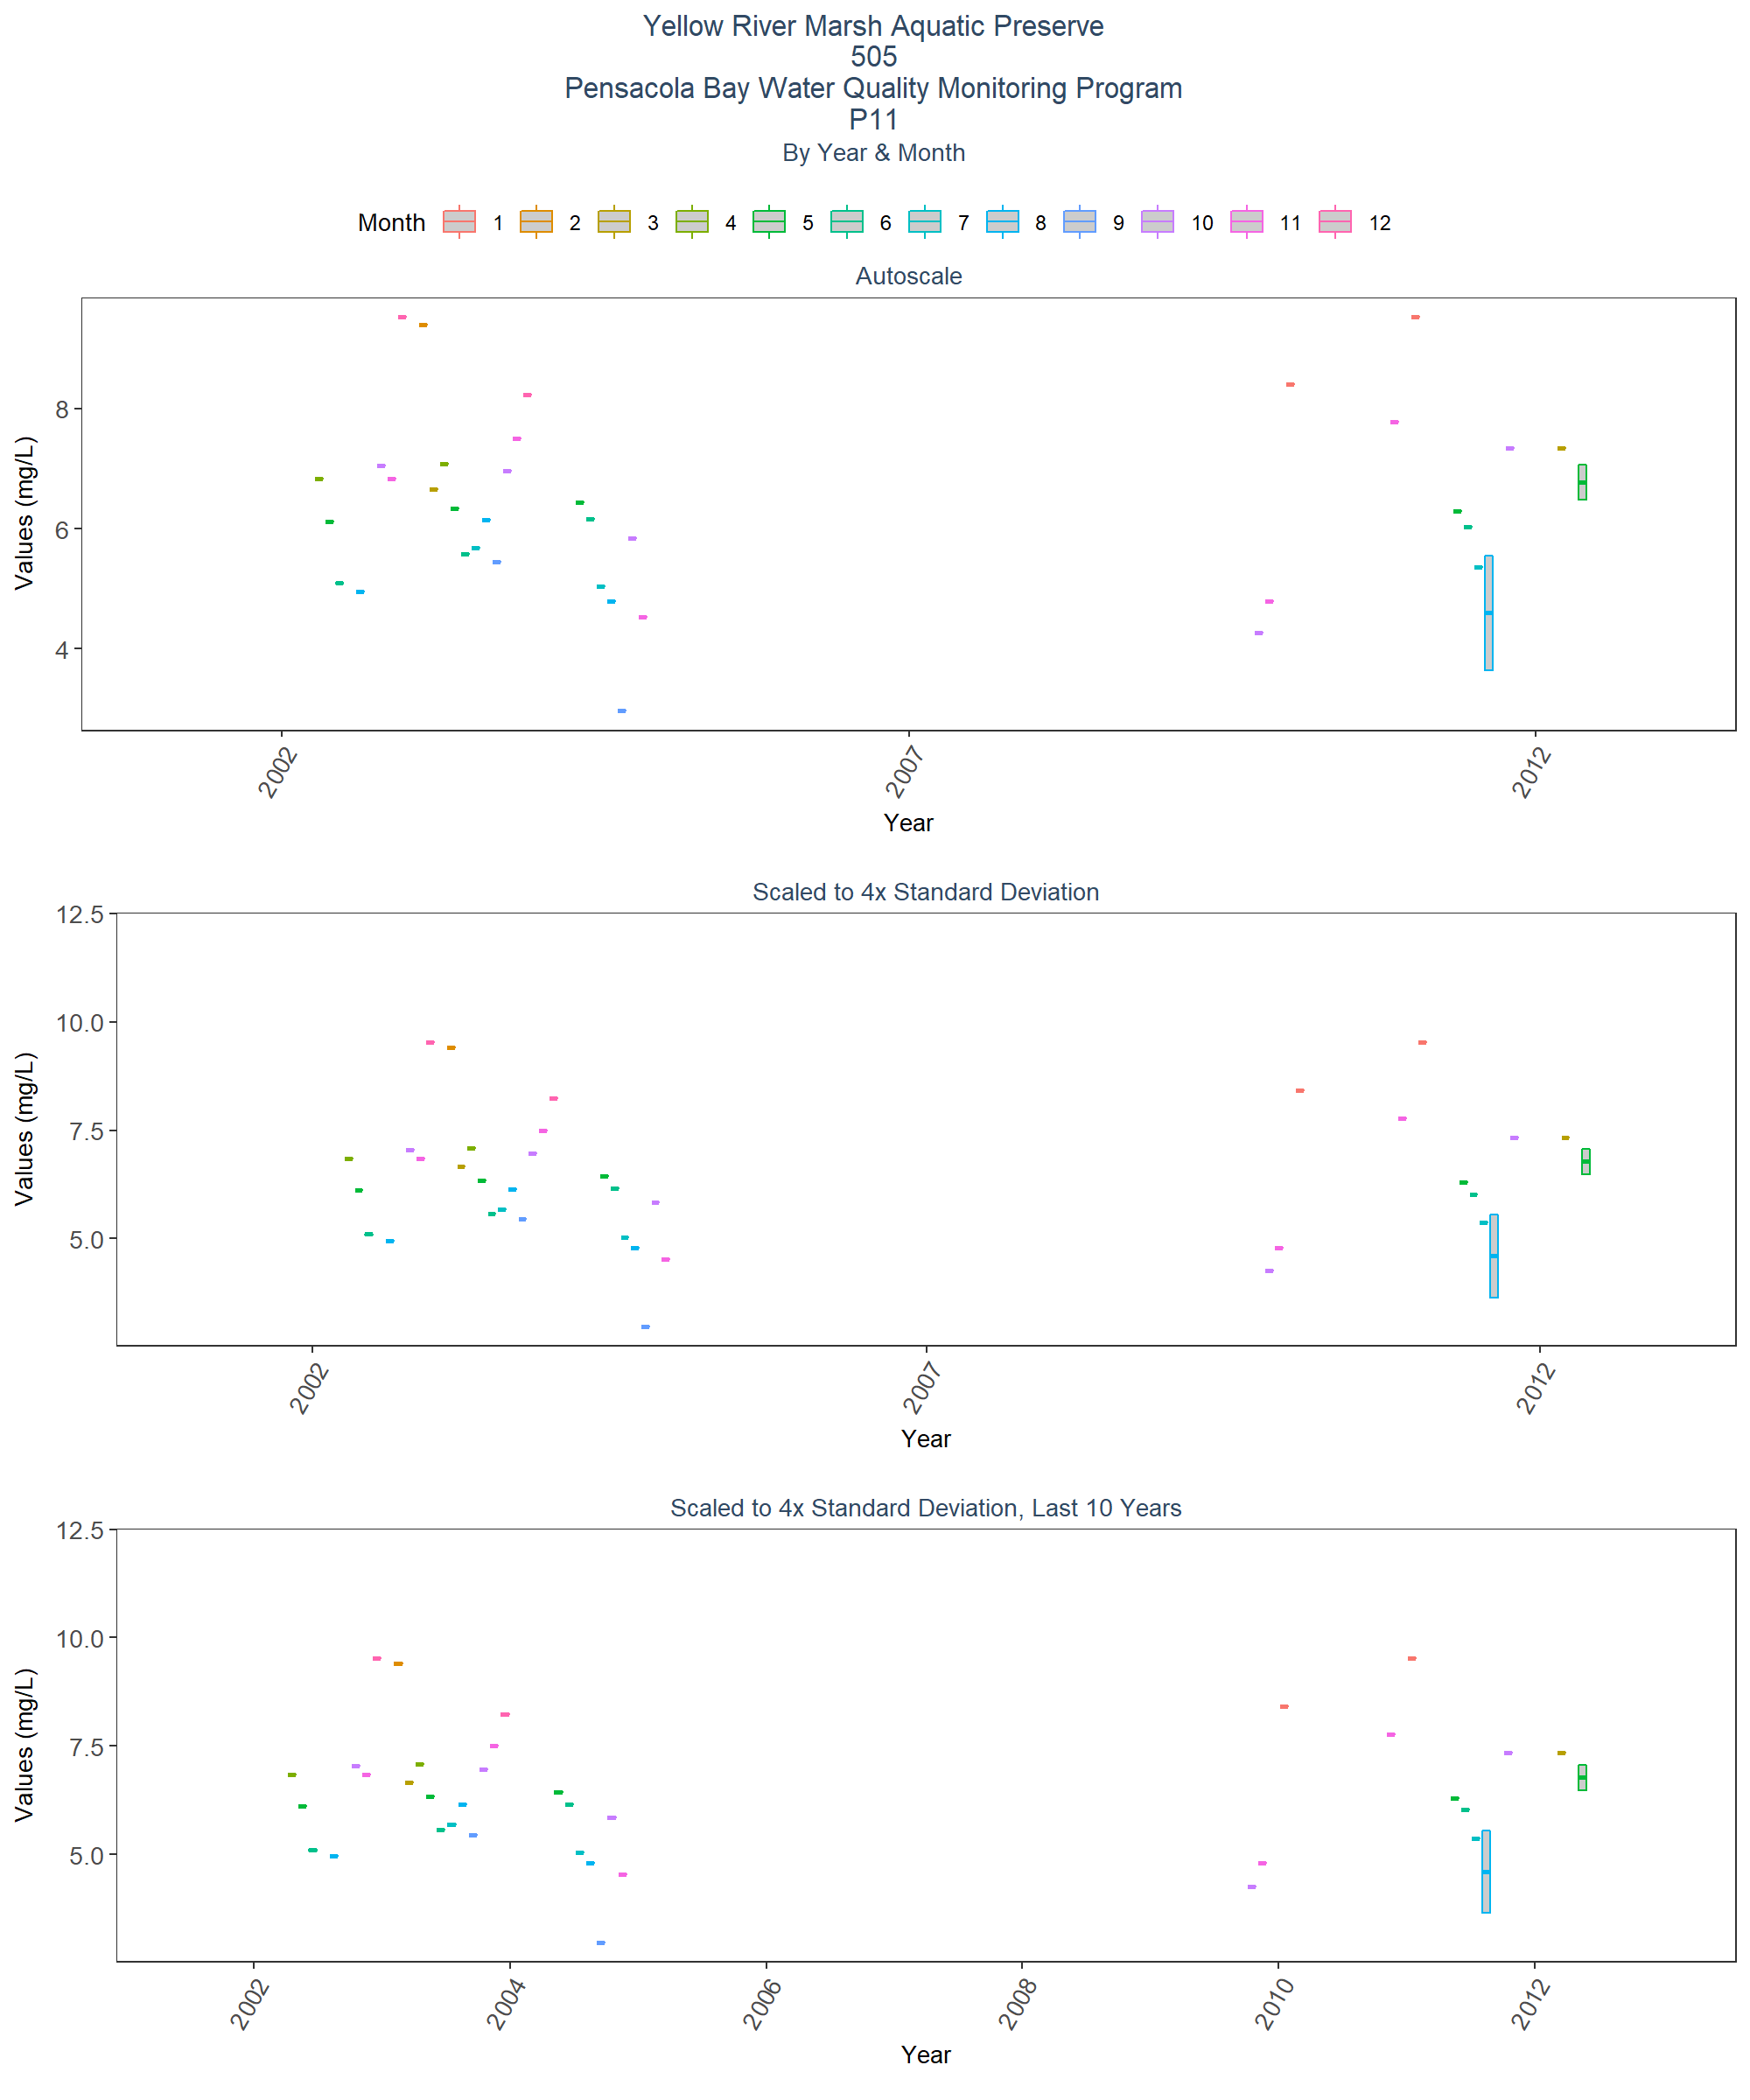 Yellow River Marsh Aquatic Preserve
505
Pensacola Bay Water Quality Monitoring Program
P11
By Year & Month
Month 1 2 3 4 5 6 7 8 9 10 11 12
Autoscale
Values (mg/L)
8
6
4
2002 2007 2012
Year
Scaled to 4x Standard Deviation
Values (mg/L)
12.5
10.0
7.5
5.0
2002 2007 2012
Year
Scaled to 4x Standard Deviation, Last 10 Years
Values (mg/L)
12.5
10.0
7.5
5.0
2002 2004 2006 2008 2010 2012
Year